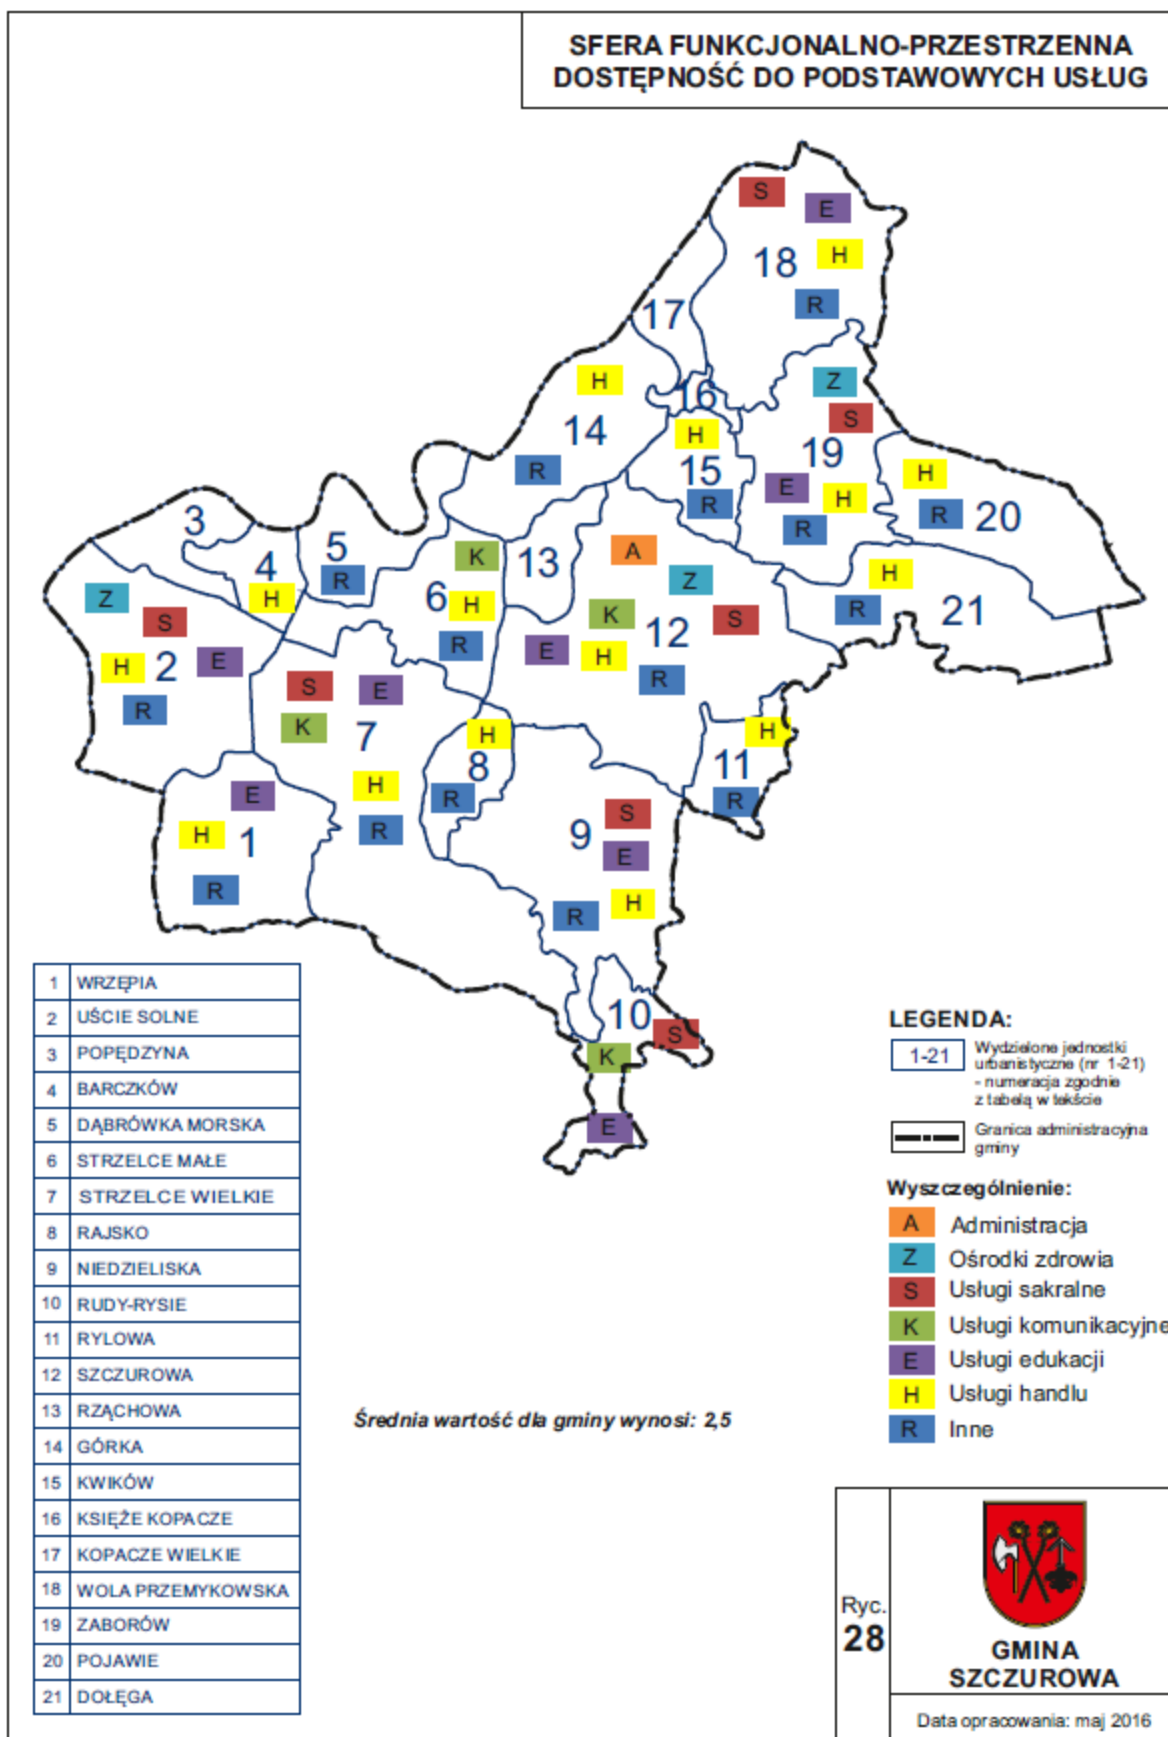 SFERA FUNKCJONALNO-PRZESTRZENNA
DOSTĘPNOŚĆ DO PODSTAWOWYCH USŁUG
S
E
H
18
R
17
Z
H
16
S
14
H
19
15
H
R
E
H
R
R
R
20
3
5
K
13
A
H
4
R
Z
R
21
Z
H
6
H
K
S
S
R
E
H
12
H
2
E
R
S
E
R
K
7
H
H
8
11
H
R
R
E
S
R
H
1
R
9
E
R
R
H
10
S
K
E
1 WRZĘPIA
2 UŚCIE SOLNE
3 POPĘDZYNA
4 BARCZKÓW
5 DĄBRÓWKA MORSKA
6 STRZELCE MAŁE
7 STRZELCE WIELKIE
8 RAJSKO
9 NIEDZIELISKA
10 RUDY-RYSIE
11 RYLOWA
12 SZCZUROWA
13 RZĄCHOWA
14 GÓRKA
15 KWIKÓW
16 KSIĘŻE KOPACZE
17 KOPACZE WIELKIE
18 WOLA PRZEMYKOWSKA
19 ZABORÓW
20 POJAWIE
21 DOŁĘGA
Średnia wartość dla gminy wynosi: 2,5
LEGENDA:
1-21 Wydzielone jednostki
urbanistyczne (nr 1-21)
- numeracja zgodnie
z tabelą w tekście
Granica administracyjna
gminy
Wyszczególnienie:
A Administracja
Z Ośrodki zdrowia
S Usługi sakralne
K Usługi komunikacyjne
E Usługi edukacji
H Usługi handlu
R Inne
Ryc.
28
GMINA
SZCZUROWA
Data opracowania: maj 2016